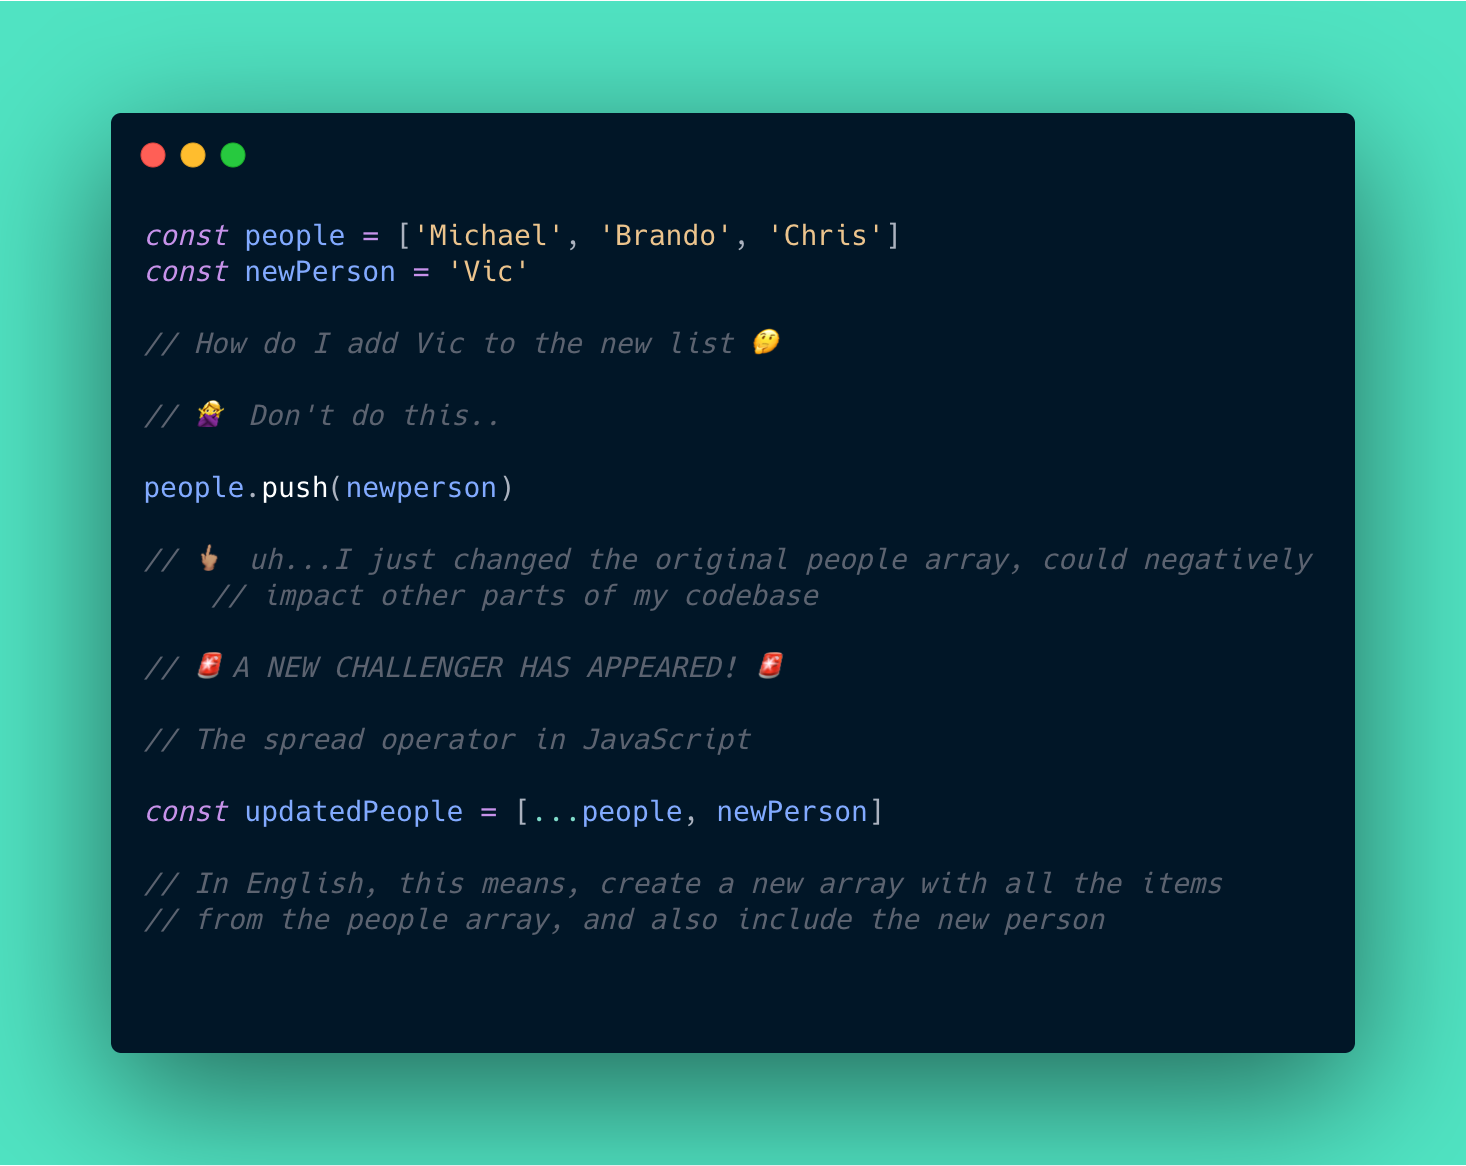 const people = ['Michael', 'Brando', 'Chris']
const newPerson = 'Vic'
// How do I add Vic to the new list 🤔
// 🙅‍♀️ Don't do this..
people.push(newperson)
// 👆🏽 uh...I just changed the original people array, could negatively
// impact other parts of my codebase
// 🚨 A NEW CHALLENGER HAS APPEARED! 🚨
// The spread operator in JavaScript
const updatedPeople = [...people, newPerson]
// In English, this means, create a new array with all the items
// from the people array, and also include the new person